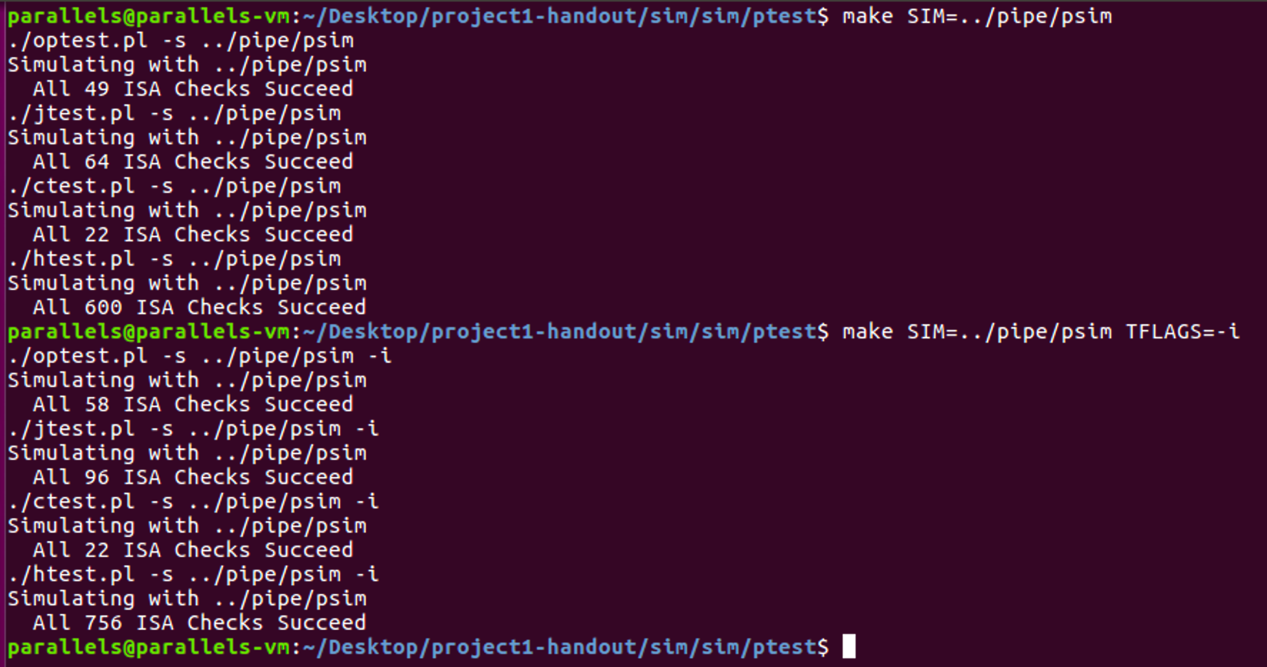 parallels@parallels-vm:~/Desktop/project1-handout/sim/sim/ptest$ make SIM=../pipe/psim
./optest.pl -s ../pipe/psim
Simulating with ../pipe/psim
  All 49 ISA Checks Succeed
./jtest.pl -s ../pipe/psim
Simulating with ../pipe/psim
  All 64 ISA Checks Succeed
./ctest.pl -s ../pipe/psim
Simulating with ../pipe/psim
  All 22 ISA Checks Succeed
./htest.pl -s ../pipe/psim
Simulating with ../pipe/psim
  All 600 ISA Checks Succeed
parallels@parallels-vm:~/Desktop/project1-handout/sim/sim/ptest$ make SIM=../pipe/psim TFLAGS=-i
./optest.pl -s ../pipe/psim -i
Simulating with ../pipe/psim
  All 58 ISA Checks Succeed
./jtest.pl -s ../pipe/psim -i
Simulating with ../pipe/psim
  All 96 ISA Checks Succeed
./ctest.pl -s ../pipe/psim -i
Simulating with ../pipe/psim
  All 22 ISA Checks Succeed
./htest.pl -s ../pipe/psim -i
Simulating with ../pipe/psim
  All 756 ISA Checks Succeed
parallels@parallels-vm:~/Desktop/project1-handout/sim/sim/ptest$